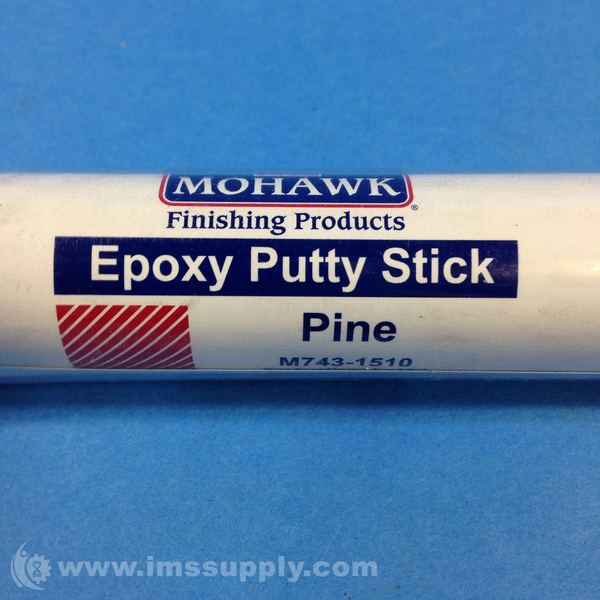 MOHAWK
Finishing Products®
Epoxy Putty Stick
Pine
M743-1510
www.imssupply.com